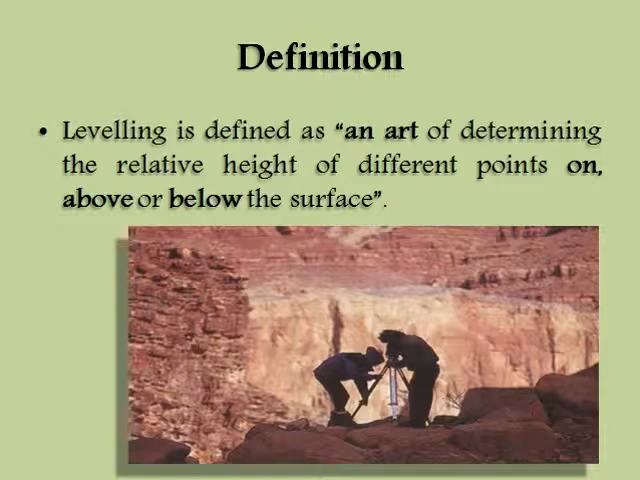 Definition
• Levelling is defined as “an art of determining
the relative height of different points on,
above or below the surface”.